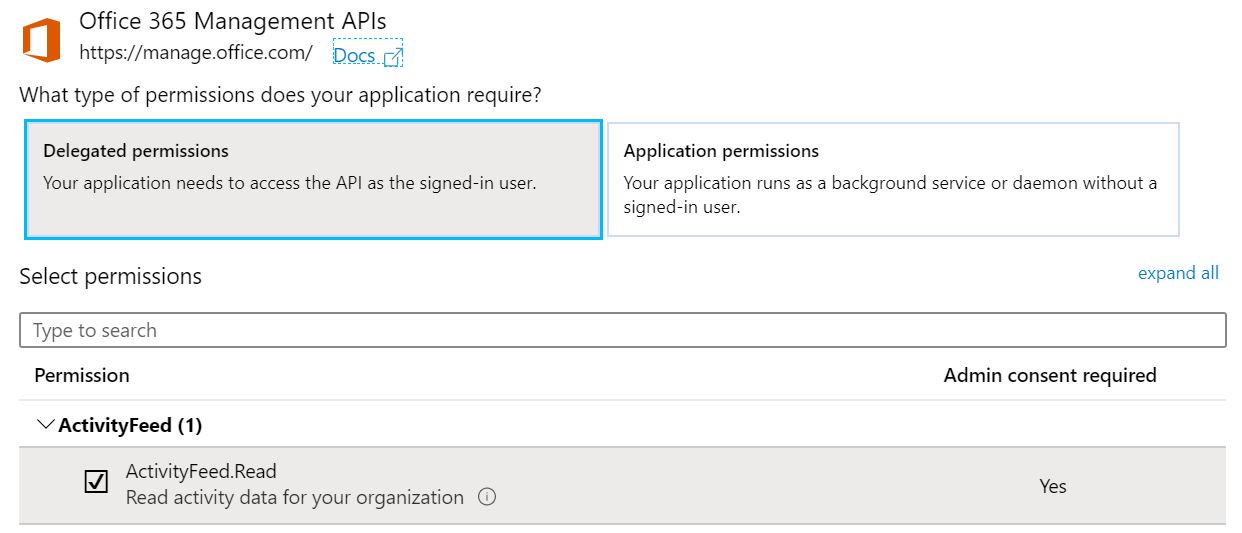 Office 365 Management APIs
https://manage.office.com/ Docs
What type of permissions does your application require?
Delegated permissions
Your application needs to access the API as the signed-in user.
Application permissions
Your application runs as a background service or daemon without a
signed-in user.
Select permissions
expand all
Type to search
Permission
Admin consent required
ActivityFeed (1)
ActivityFeed.Read
Read activity data for your organization
Yes